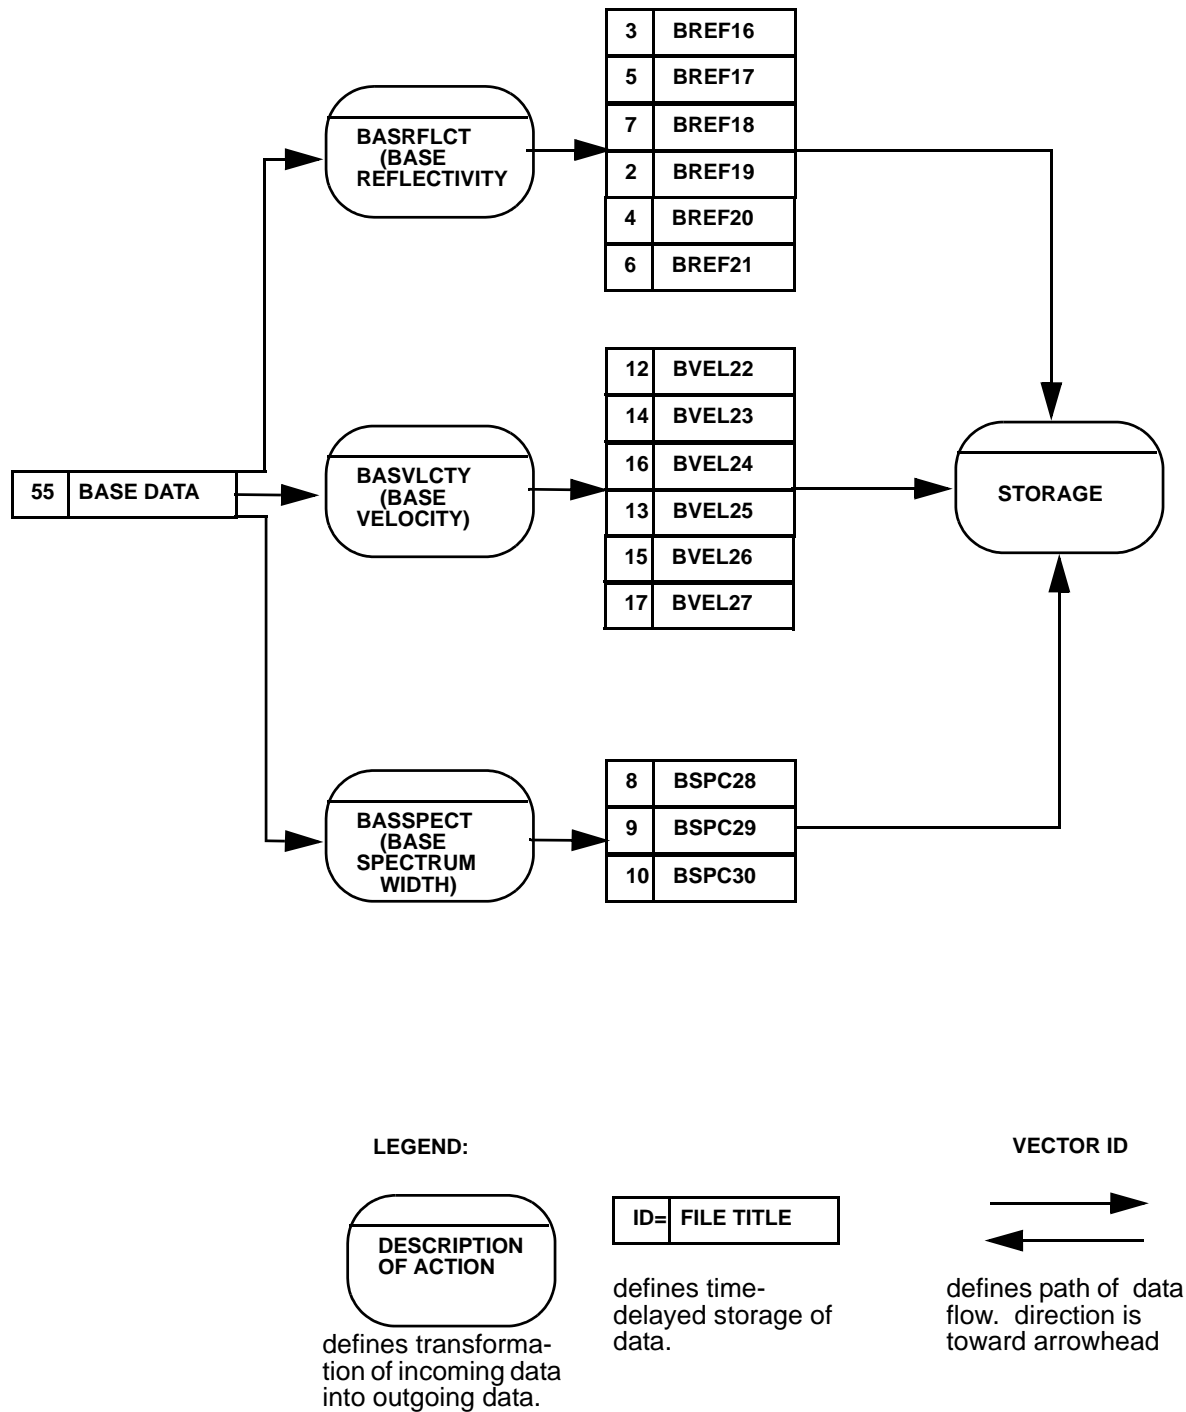 3 BREF16
5 BREF17
7 BREF18
2 BREF19
4 BREF20
6 BREF21
BASRFLCT
(BASE
REFLECTIVITY
12 BVEL22
14 BVEL23
16 BVEL24
13 BVEL25
15 BVEL26
17 BVEL27
55 BASE DATA
BASVLCTY
(BASE
VELOCITY)
STORAGE
8 BSPC28
9 BSPC29
10 BSPC30
BASSPECT
(BASE
SPECTRUM
WIDTH)
LEGEND:
DESCRIPTION
OF ACTION
defines transforma-
tion of incoming data
into outgoing data.
ID= FILE TITLE
defines time-
delayed storage of
data.
VECTOR ID
defines path of data
flow. direction is
toward arrowhead